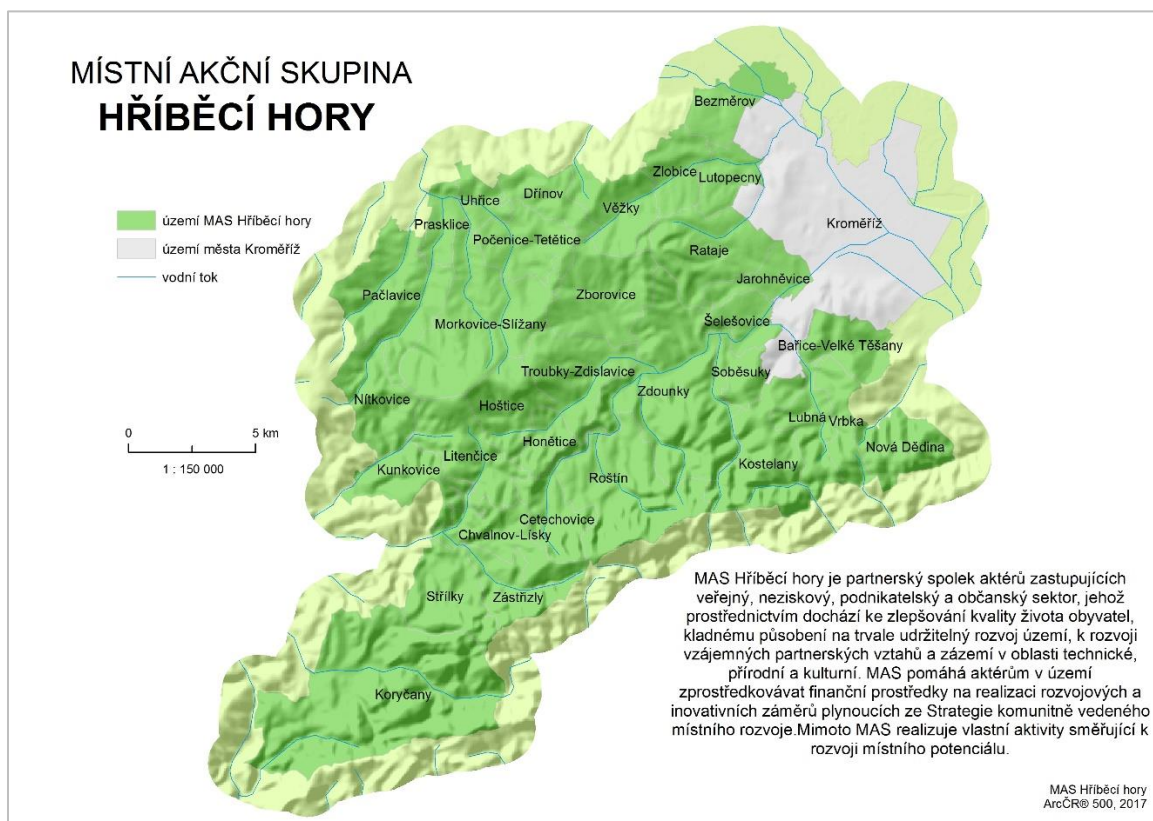 MÍSTNÍ AKČNÍ SKUPINA
HŘÍBĚCÍ HORY
území MAS Hříběcí hory
území města Kroměříž
vodní tok
0 5 km
1 : 150 000
Bezměrov
Zlobice
Lutopecny
Uhřice
Dřínov
Věžky
Prasklice
Kroměříž
Počenice-Tetětice
Rataje
Jarohněvice
Pačlavice
Zborovice
Morkovice-Slížany
Šelešovice
Bařice-Velké Těšany
Troubky-Zdislavice
Soběsuky
Zdounky
Nítkovice
Hoštice
Lubná
Vrbka
Nová Dědina
Honětice
Litenčice
Kunkovice
Kostelany
Roštín
Cetechovice
Chvalnov-Lísky
Střílky
Zástřizly
Koryčany
MAS Hříběcí hory je partnerský spolek aktérů zastupujících
veřejný, neziskový, podnikatelský a občanský sektor, jehož
prostřednictvím dochází ke zlepšování kvality života obyvatel,
kladnému působení na trvale udržitelný rozvoj území, k rozvoji
vzájemných partnerských vztahů a zázemí v oblasti technické,
přírodní a kulturní. MAS pomáhá aktérům v území
zprostředkovávat finanční prostředky na realizaci rozvojových a
inovativních záměrů plynoucích ze Strategie komunitně vedeného
místního rozvoje.Mimoto MAS realizuje vlastní aktivity směřující k
rozvoji místního potenciálu.
MAS Hříběcí hory
ArcČR® 500, 2017